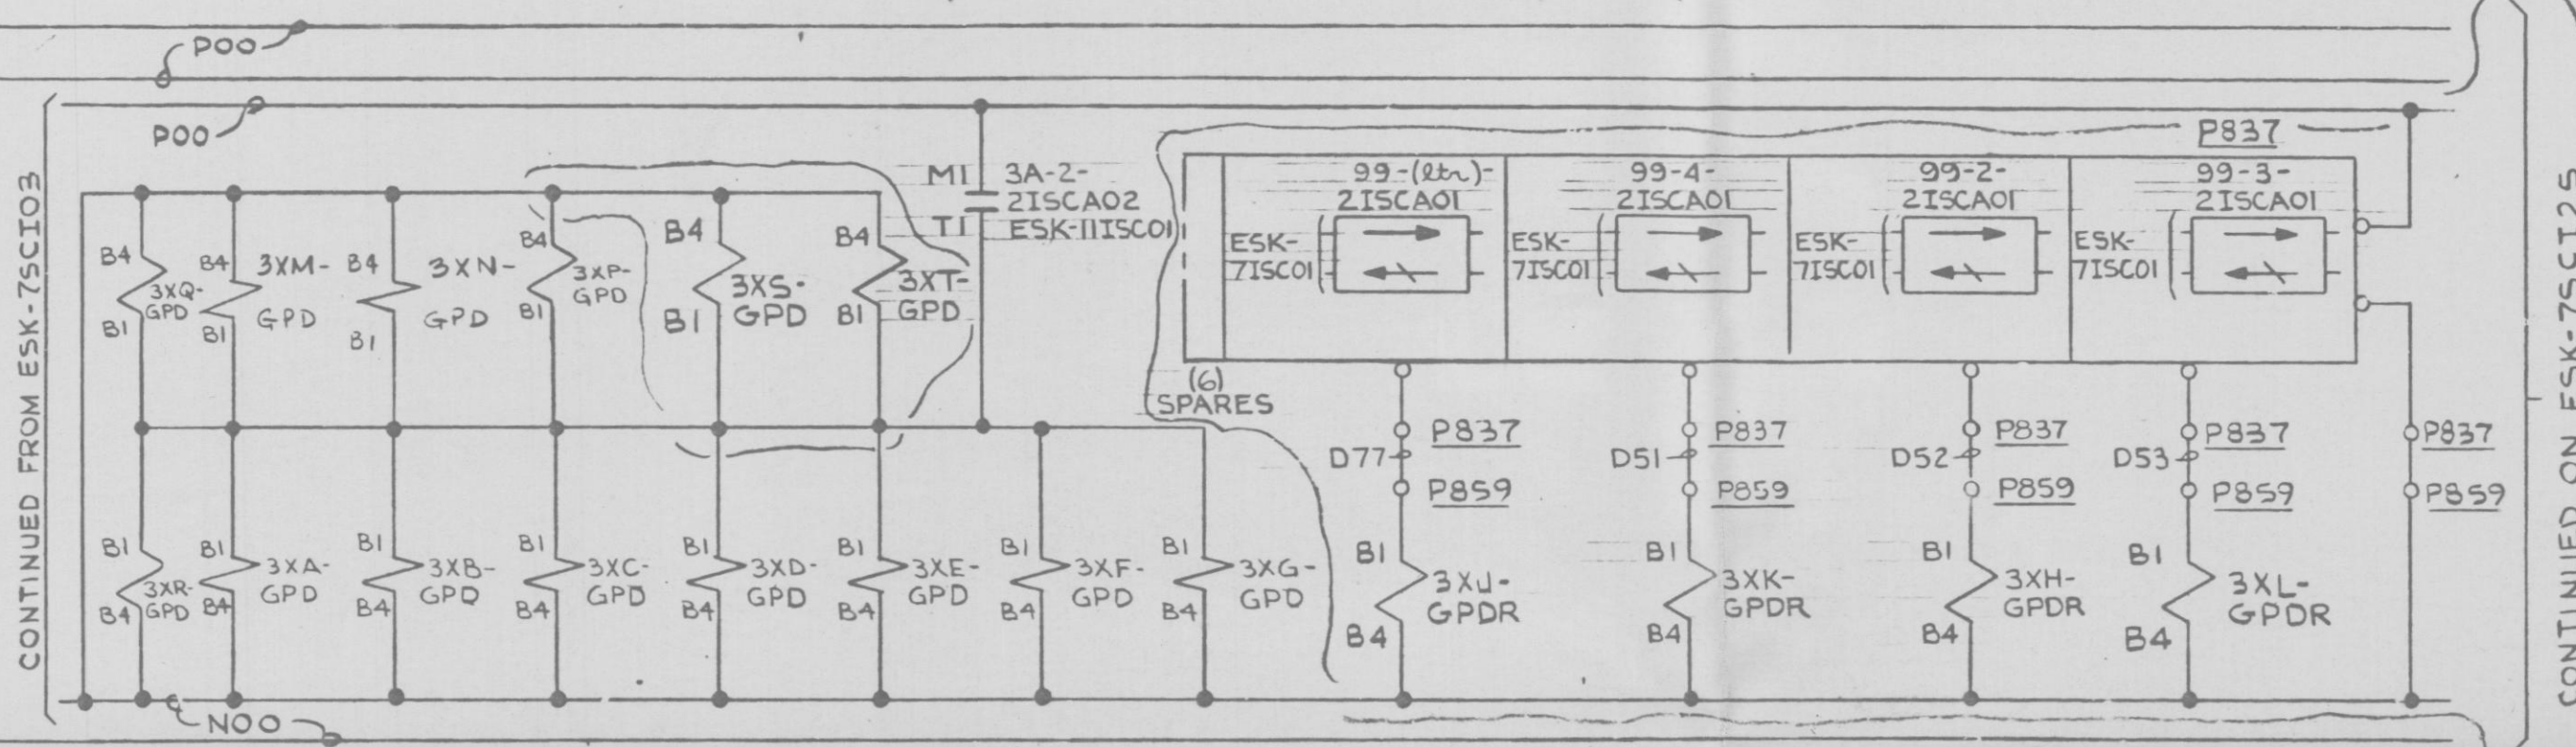 P00
P00
CONTINUED FROM ESK-7SCI03
M1
T1
3A-2-
2ISCA02
ESK-11ISC01
B4
3XQ-
GPD
B1
B4
3XM-
GPD
B1
B4
3XN-
GPD
B1
B4
3XP-
GPD
B1
B4
3XS-
GPD
B1
B4
3XT-
GPD
B1
P837
99-(ltr)-
2ISCA01
ESK-
7ISC01
99-4-
2ISCA01
ESK-
7ISC01
99-2-
2ISCA01
ESK-
7ISC01
99-3-
2ISCA01
ESK-
7ISC01
(6)
SPARES
D77
P837
P859
D51
P837
P859
D52
P837
P859
D53
P837
P859
P837
P859
B1
3XR-
GPD
B4
B1
3XA-
GPD
B4
B1
3XB-
GPD
B4
B1
3XC-
GPD
B4
B1
3XD-
GPD
B4
B1
3XE-
GPD
B4
B1
3XF-
GPD
B4
B1
3XG-
GPD
B4
B1
3XJ-
GPDR
B4
B1
3XK-
GPDR
B4
B1
3XH-
GPDR
B4
B1
3XL-
GPDR
B4
N00
CONTINUED ON ESK-7SCI25